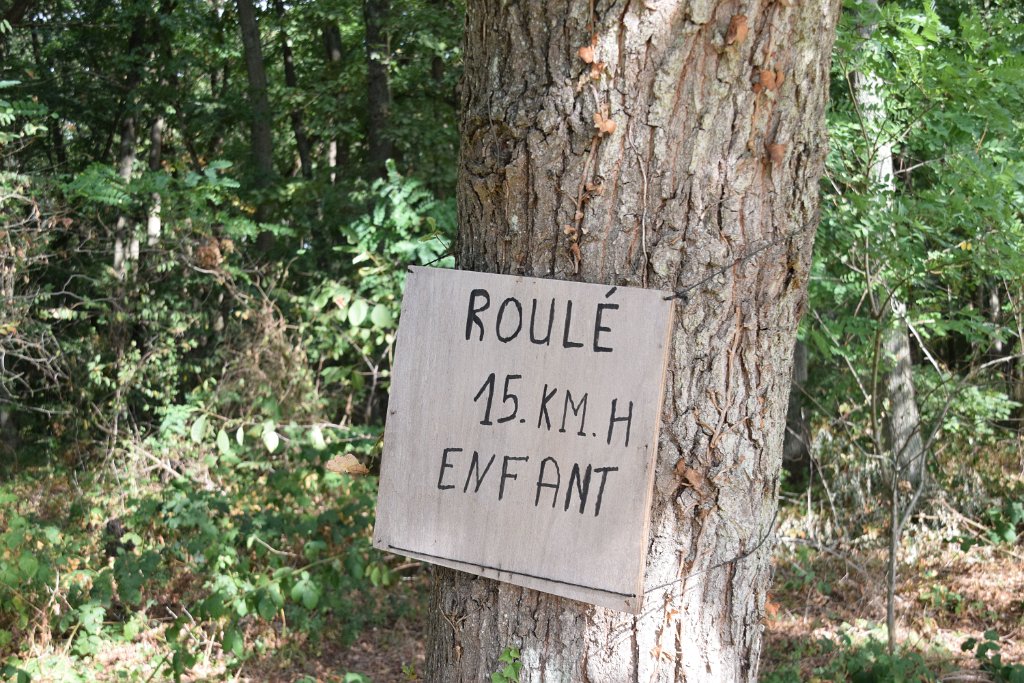 ROULÉ
15.KM.H
ENFANT